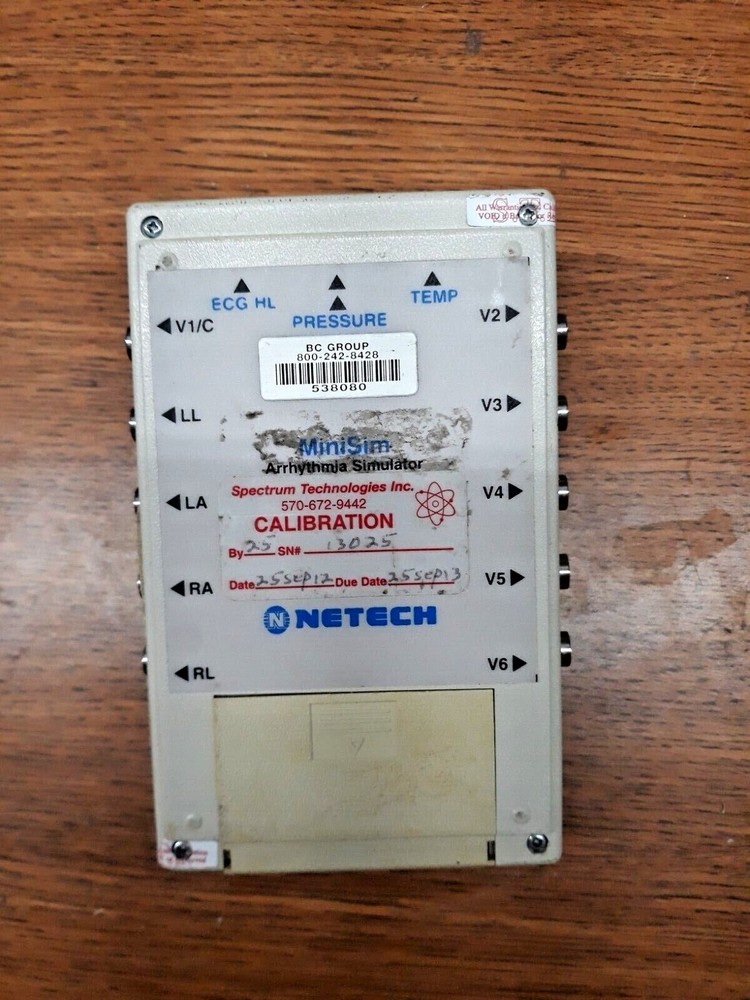 ECG HL
PRESSURE
TEMP
V1/C
V2
BC GROUP
800-242-8428
538080
LL
V3
MiniSim
Arrhythmia Simulator
LA
V4
Spectrum Technologies Inc.
570-672-9442
CALIBRATION
By 25 SN# 13025
Date 25sep12 Due Date 25sep13
RA
V5
N NETECH
RL
V6